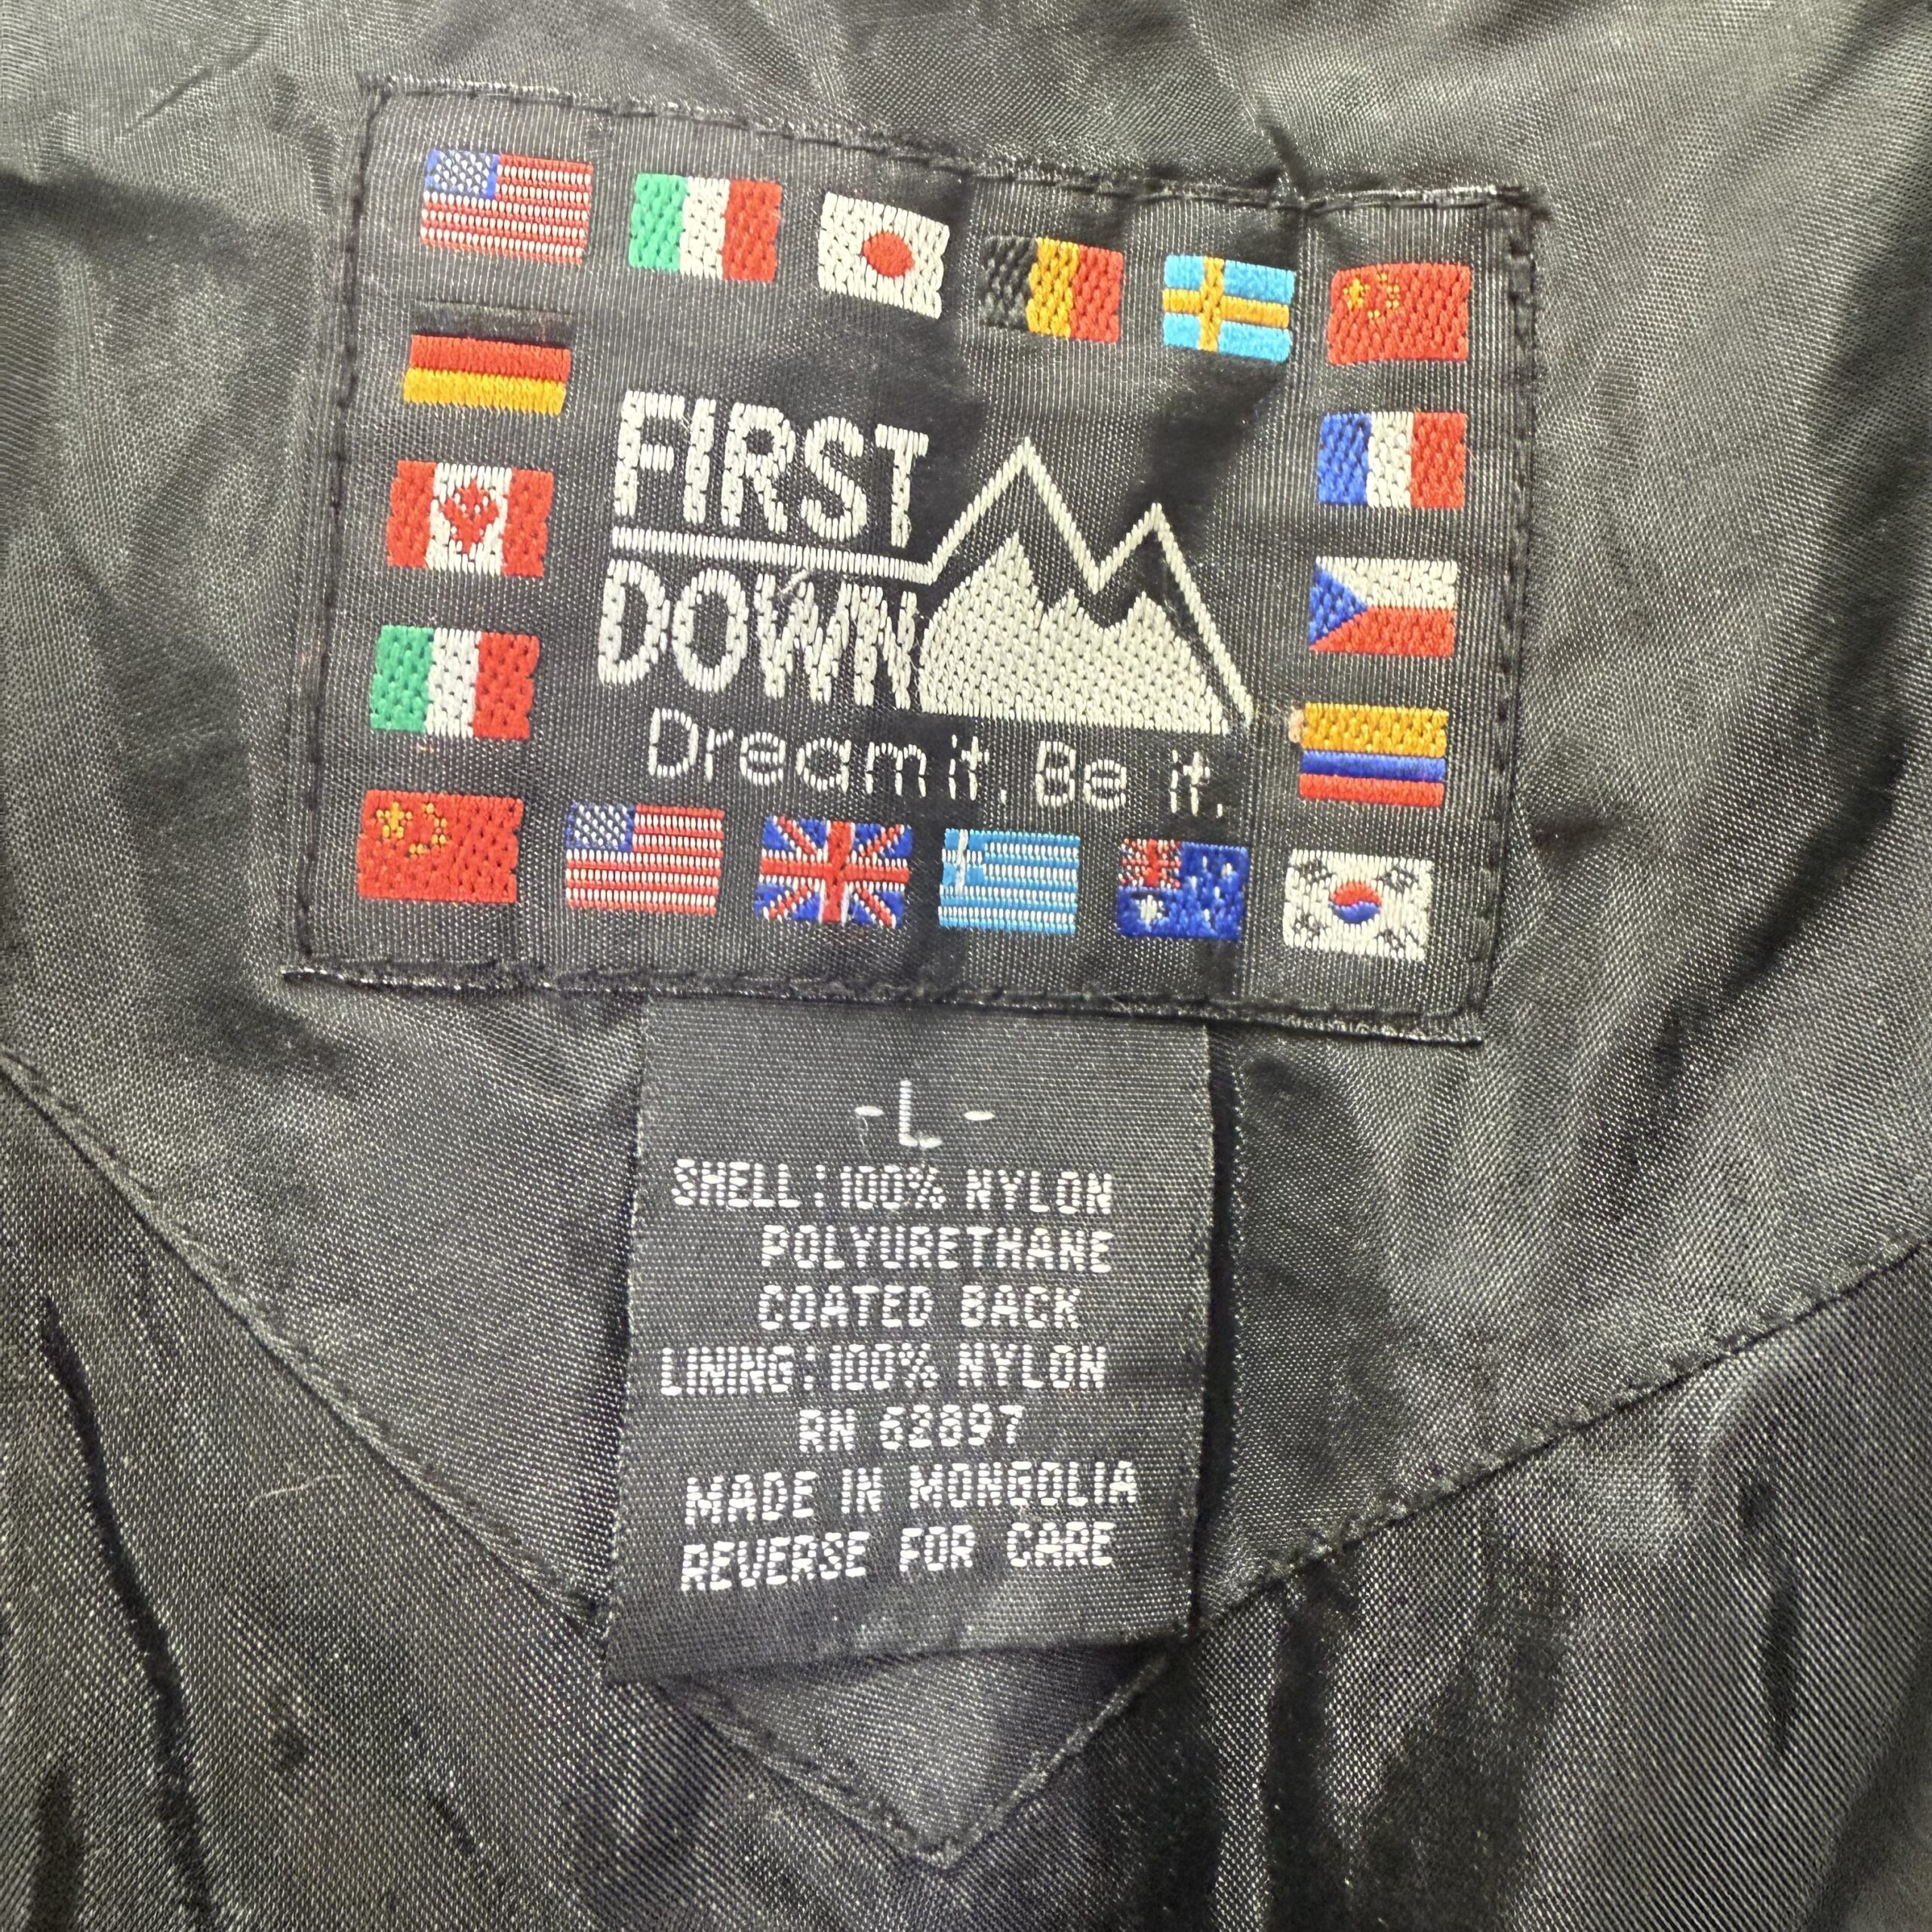 FIRST
DOWN
Dream it. Be it.
- L -
SHELL : 100% NYLON
POLYURETHANE
COATED BACK
LINING : 100% NYLON
RN 62897
MADE IN MONGOLIA
REVERSE FOR CARE